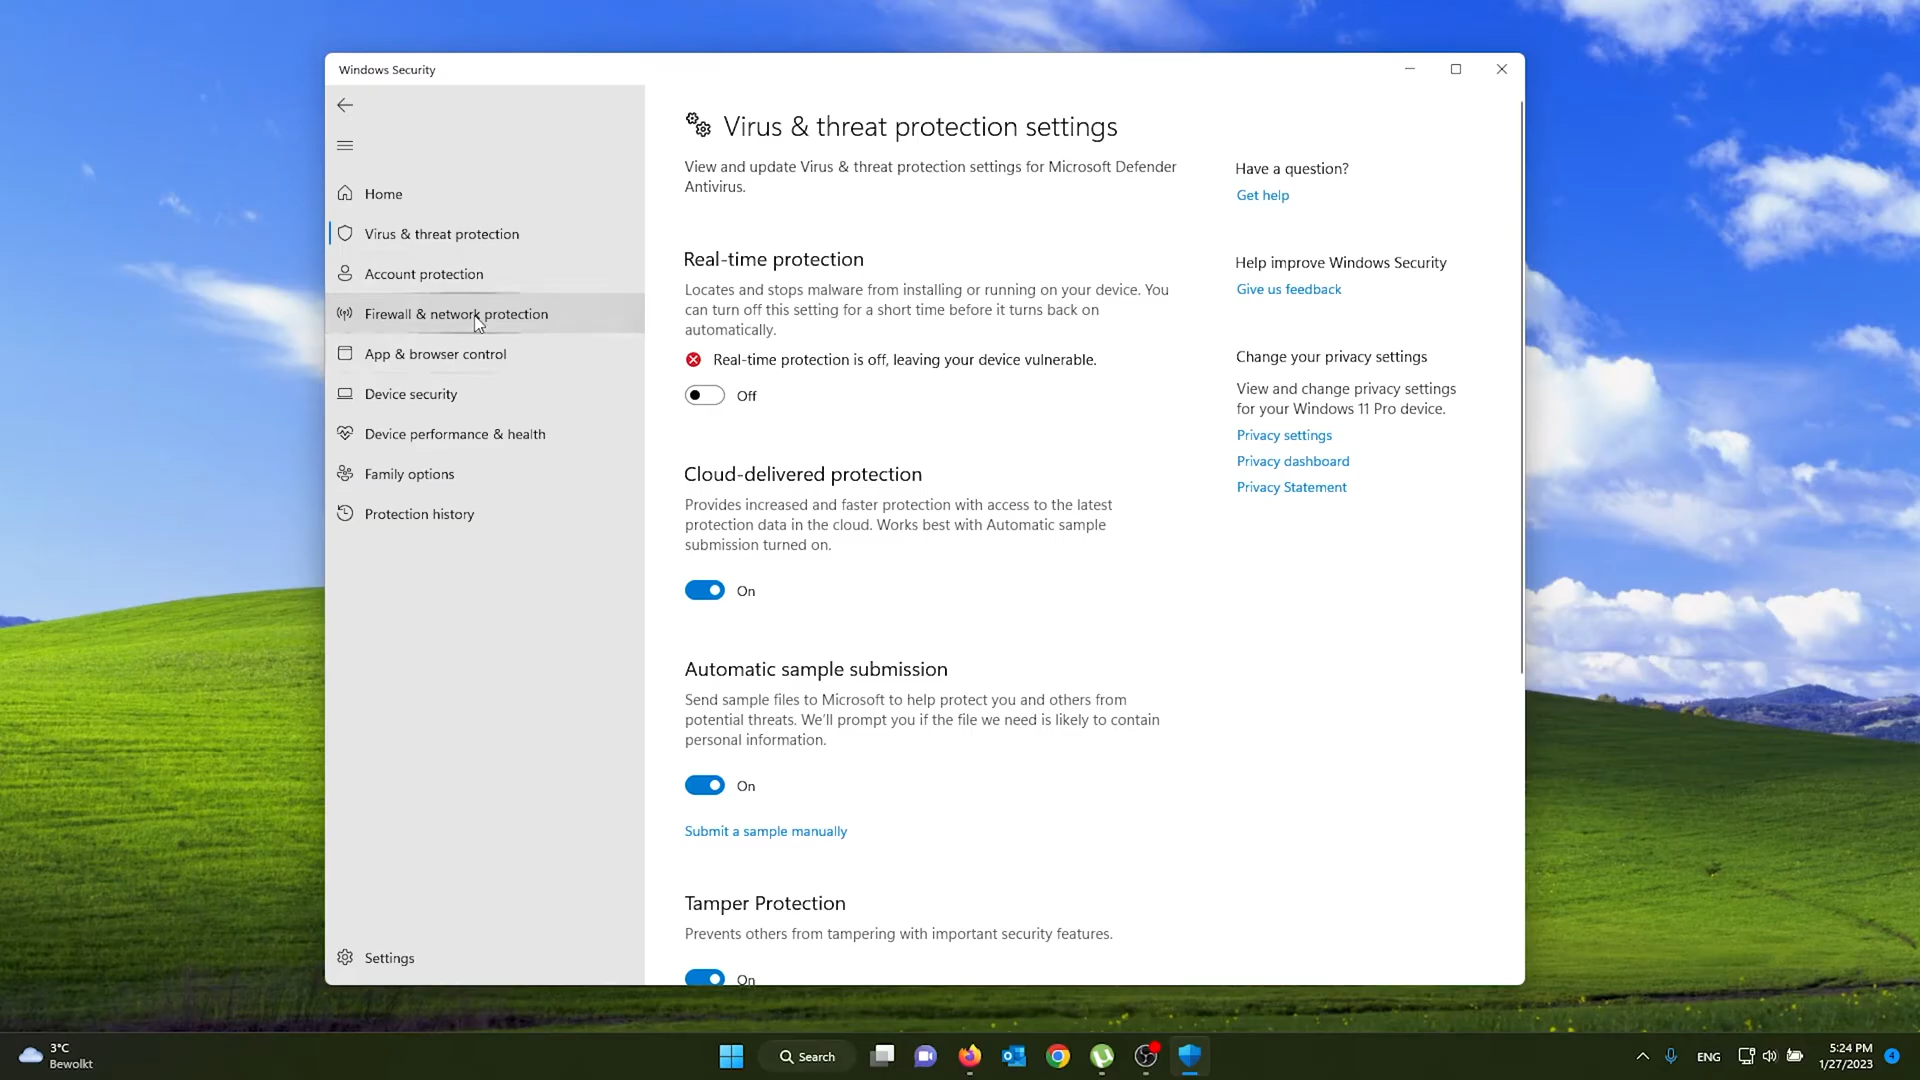 Windows Security
Home
Virus & threat protection
Account protection
Firewall & network protection
App & browser control
Device security
Device performance & health
Family options
Protection history
Settings
Virus & threat protection settings
View and update Virus & threat protection settings for Microsoft Defender
Antivirus.
Real-time protection
Locates and stops malware from installing or running on your device. You
can turn off this setting for a short time before it turns back on
automatically.
Real-time protection is off, leaving your device vulnerable.
Off
Cloud-delivered protection
Provides increased and faster protection with access to the latest
protection data in the cloud. Works best with Automatic sample
submission turned on.
On
Automatic sample submission
Send sample files to Microsoft to help protect you and others from
potential threats. We'll prompt you if the file we need is likely to contain
personal information.
On
Submit a sample manually
Tamper Protection
Prevents others from tampering with important security features.
On
Have a question?
Get help
Help improve Windows Security
Give us feedback
Change your privacy settings
View and change privacy settings
for your Windows 11 Pro device.
Privacy settings
Privacy dashboard
Privacy Statement
3°C
Bewolkt
Search
ENG
5:24 PM
1/27/2023
4